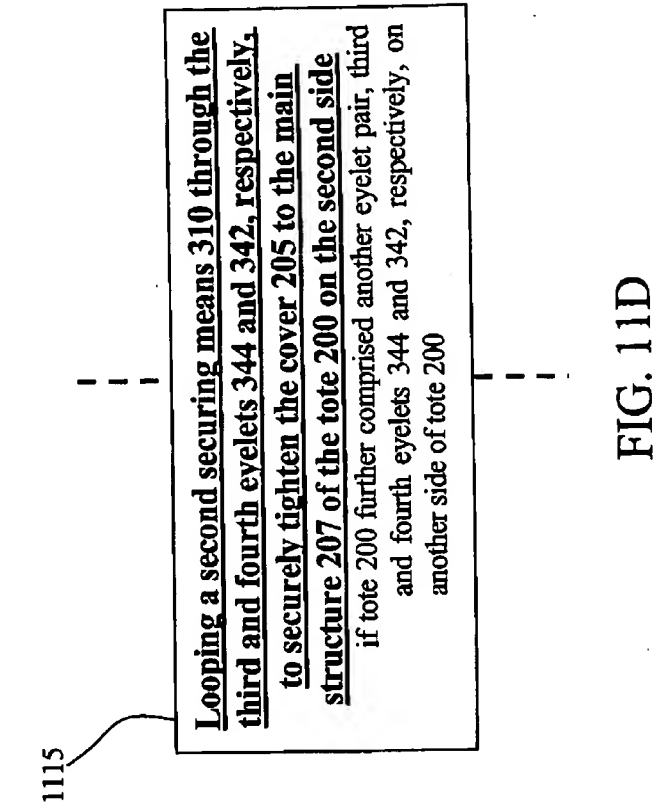 1115
Looping a second securing means 310 through the
third and fourth eyelets 344 and 342, respectively,
to securely tighten the cover 205 to the main
structure 207 of the tote 200 on the second side
if tote 200 further comprised another eyelet pair, third
and fourth eyelets 344 and 342, respectively, on
another side of tote 200
FIG. 11D